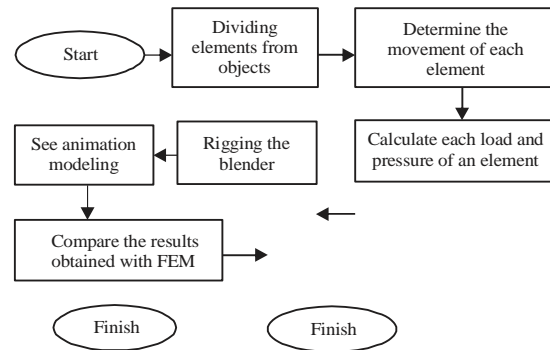 Start
Dividing
elements from
objects
Determine the
movement of each
element
See animation
modeling
Rigging the
blender
Calculate each load and
pressure of an element
Compare the results
obtained with FEM
Finish
Finish